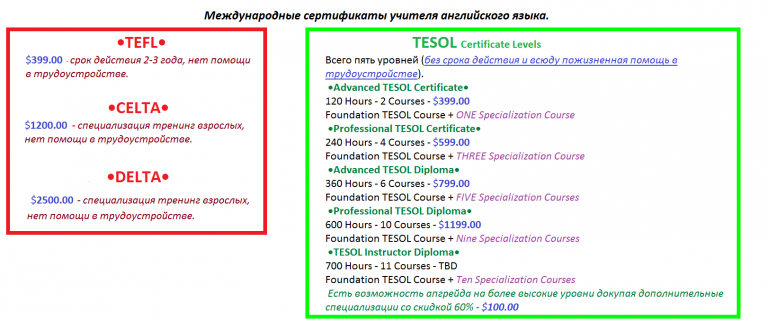 Международные сертификаты учителя английского языка.
•TEFL•
$399.00 - срок действия 2-3 года, нет помощи
в трудоустройстве.
•CELTA•
$1200.00 - специализация тренинг взрослых,
нет помощи в трудоустройстве.
•DELTA•
$2500.00 - специализация тренинг взрослых,
нет помощи в трудоустройстве.
TESOL Certificate Levels
Всего пять уровней (без срока действия и всюду пожизненная помощь в
трудоустройстве).
•Advanced TESOL Certificate•
120 Hours - 2 Courses - $399.00
Foundation TESOL Course + ONE Specialization Course
•Professional TESOL Certificate•
240 Hours - 4 Courses - $599.00
Foundation TESOL Course + THREE Specialization Course
•Advanced TESOL Diploma•
360 Hours - 6 Courses - $799.00
Foundation TESOL Course + FIVE Specialization Courses
•Professional TESOL Diploma•
600 Hours - 10 Courses - $1199.00
Foundation TESOL Course + Nine Specialization Courses
•TESOL Instructor Diploma•
700 Hours - 11 Courses - TBD
Foundation TESOL Course + Ten Specialization Courses
Есть возможность апгрейда на более высокие уровни докупая дополнительные
специализации со скидкой 60% - $100.00